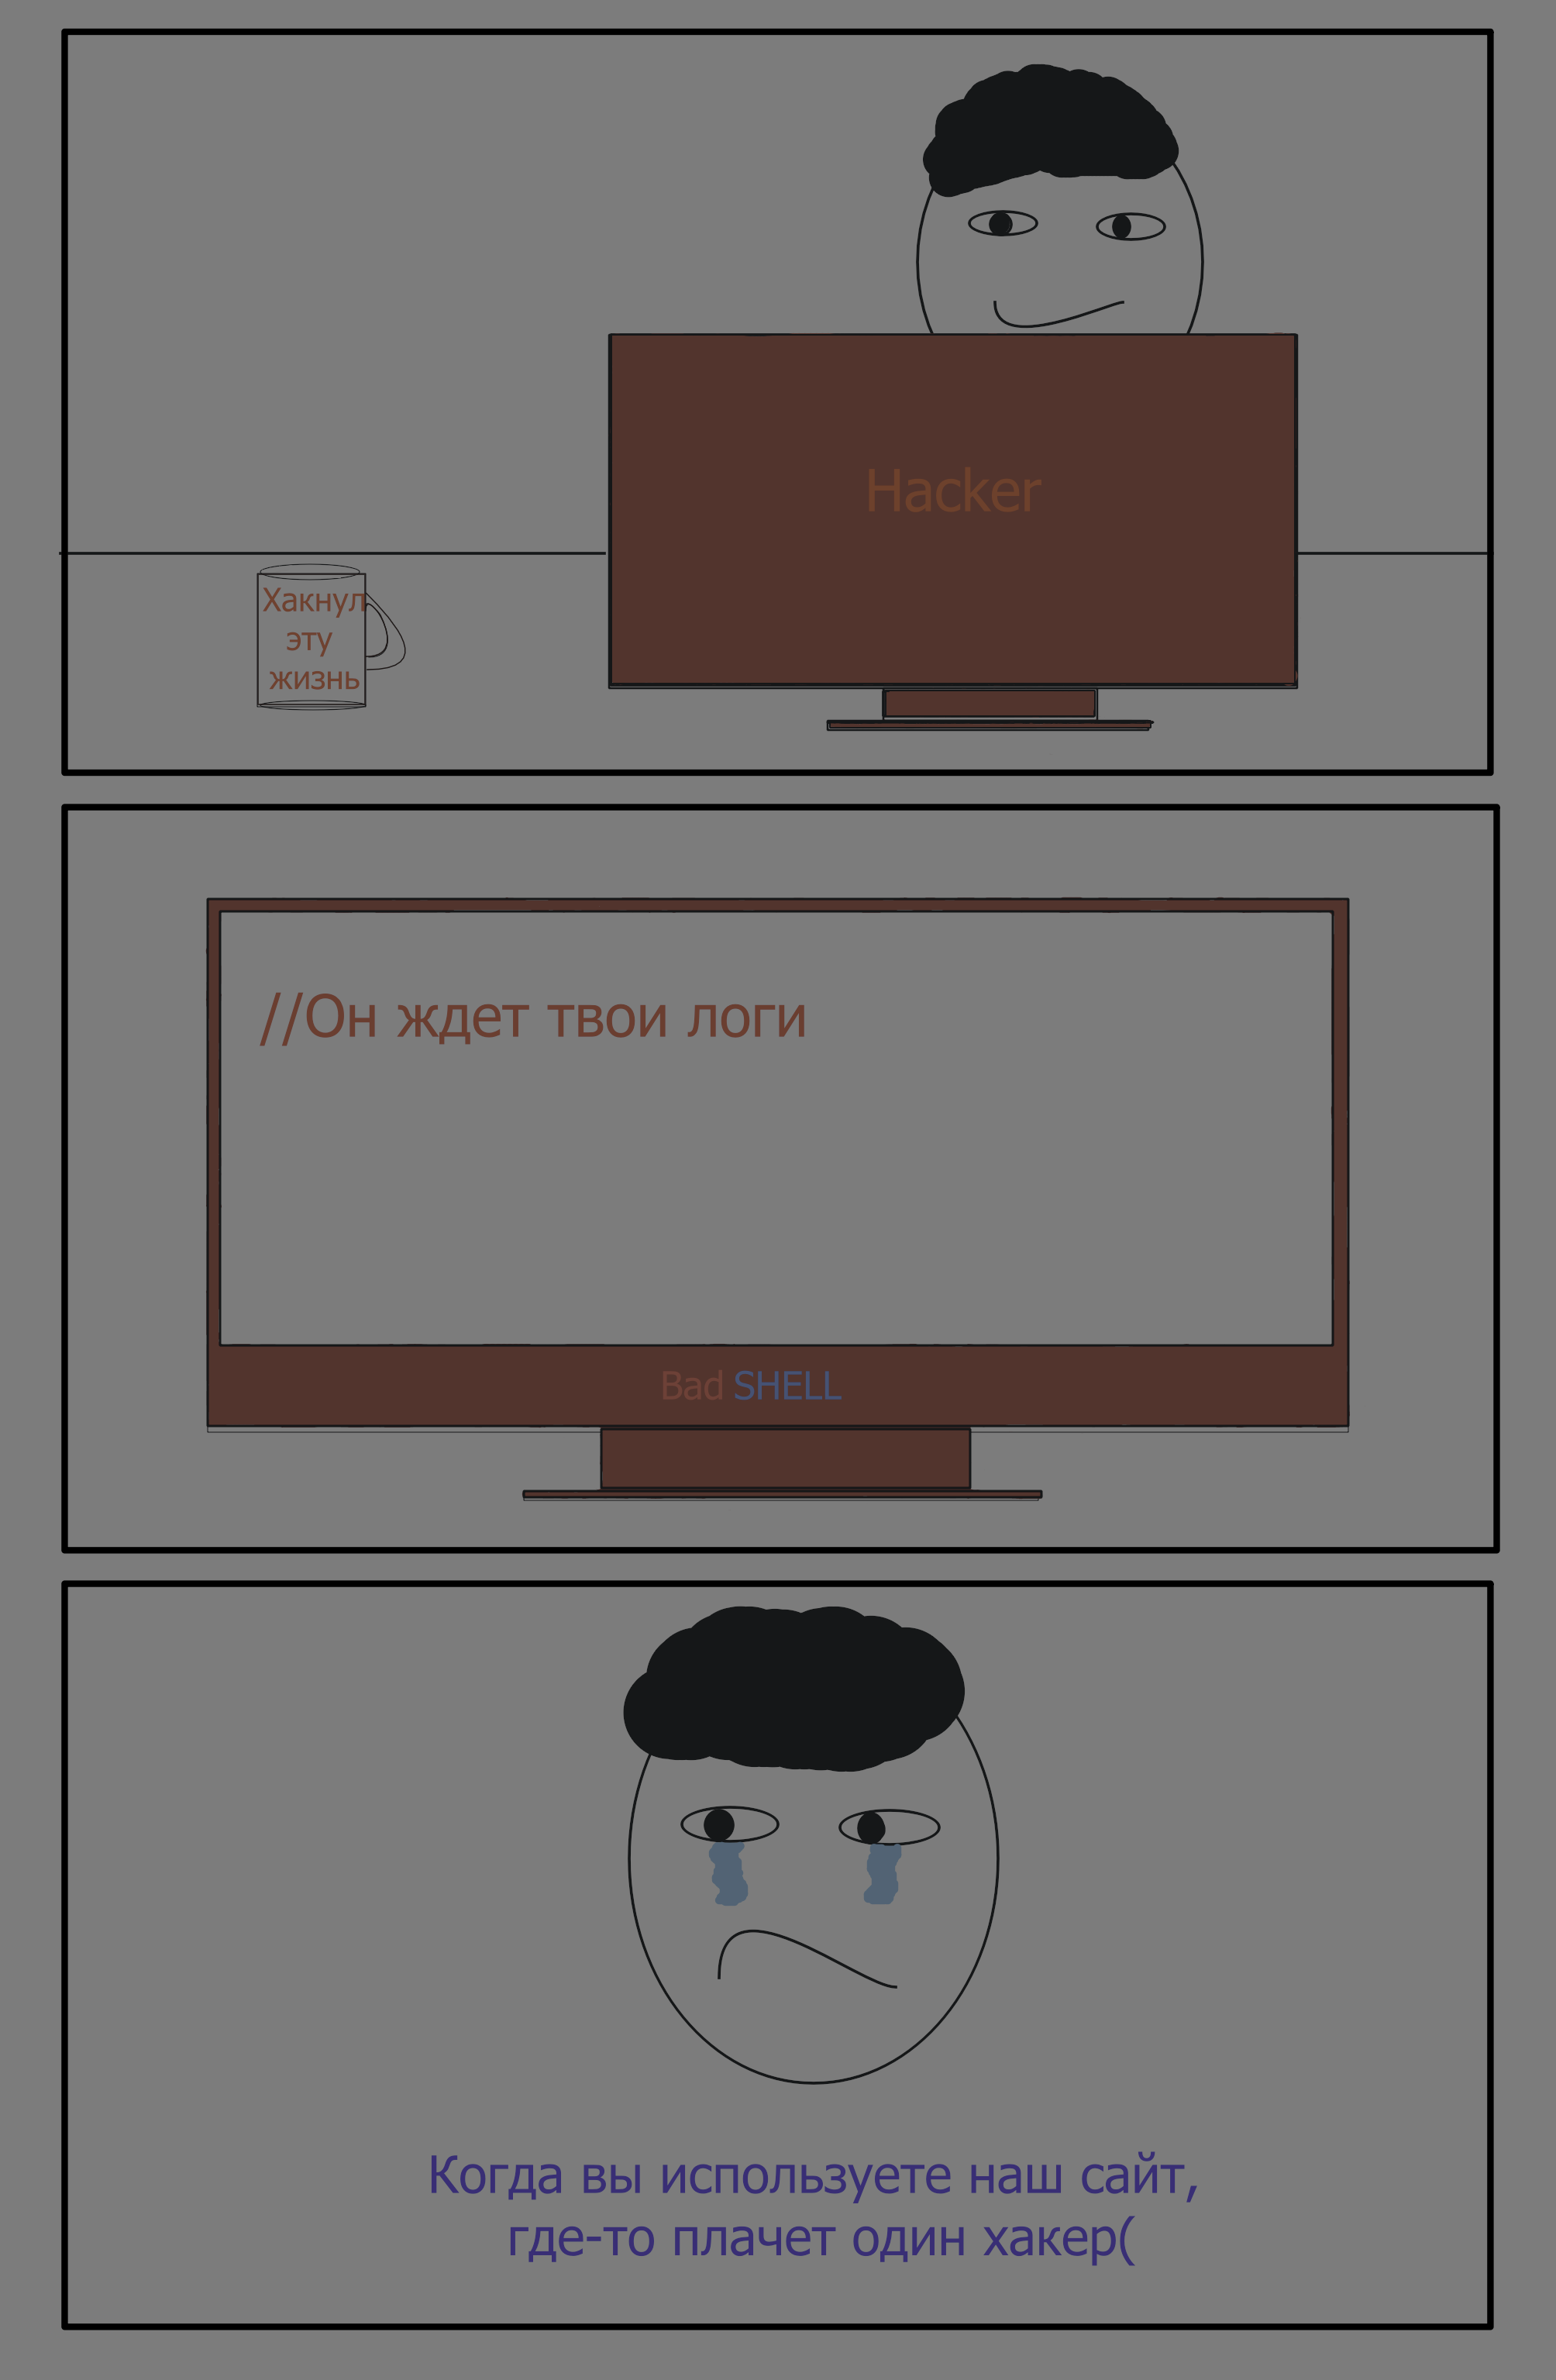 Hacker
Хакнул
эту
жизнь
//Он ждет твои логи
Bad SHELL
Когда вы используете наш сайт,
где-то плачет один хакер(